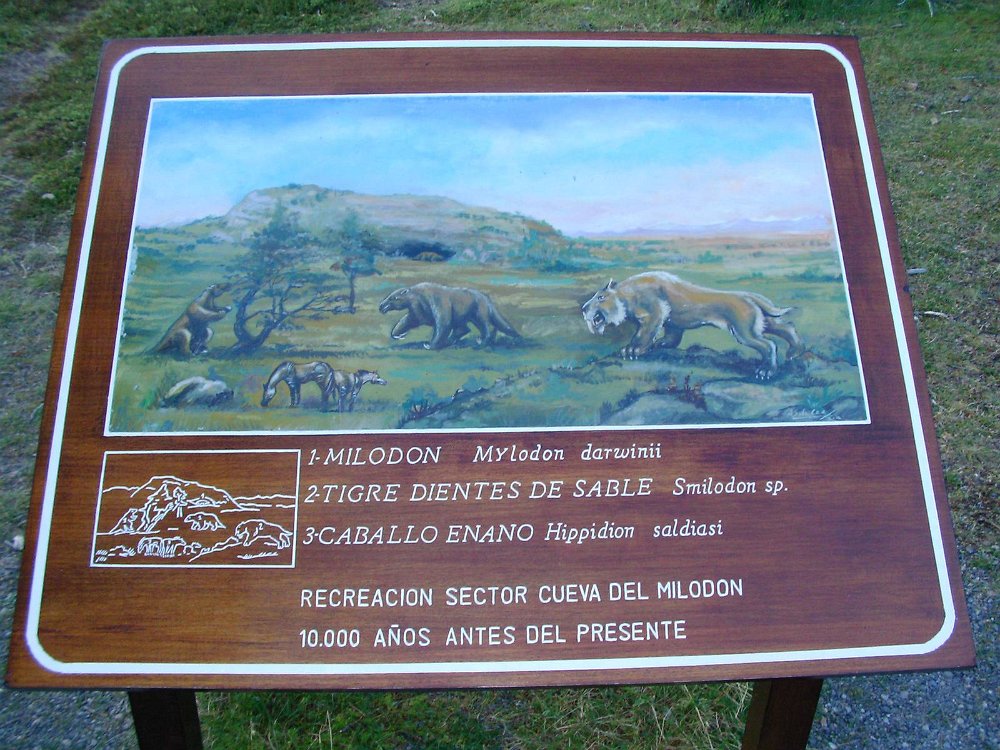 1-MILODON Mylodon darwinii
2-TIGRE DIENTES DE SABLE Smilodon sp.
3-CABALLO ENANO Hippidion saldiasi
RECREACION SECTOR CUEVA DEL MILODON
10.000 AÑOS ANTES DEL PRESENTE